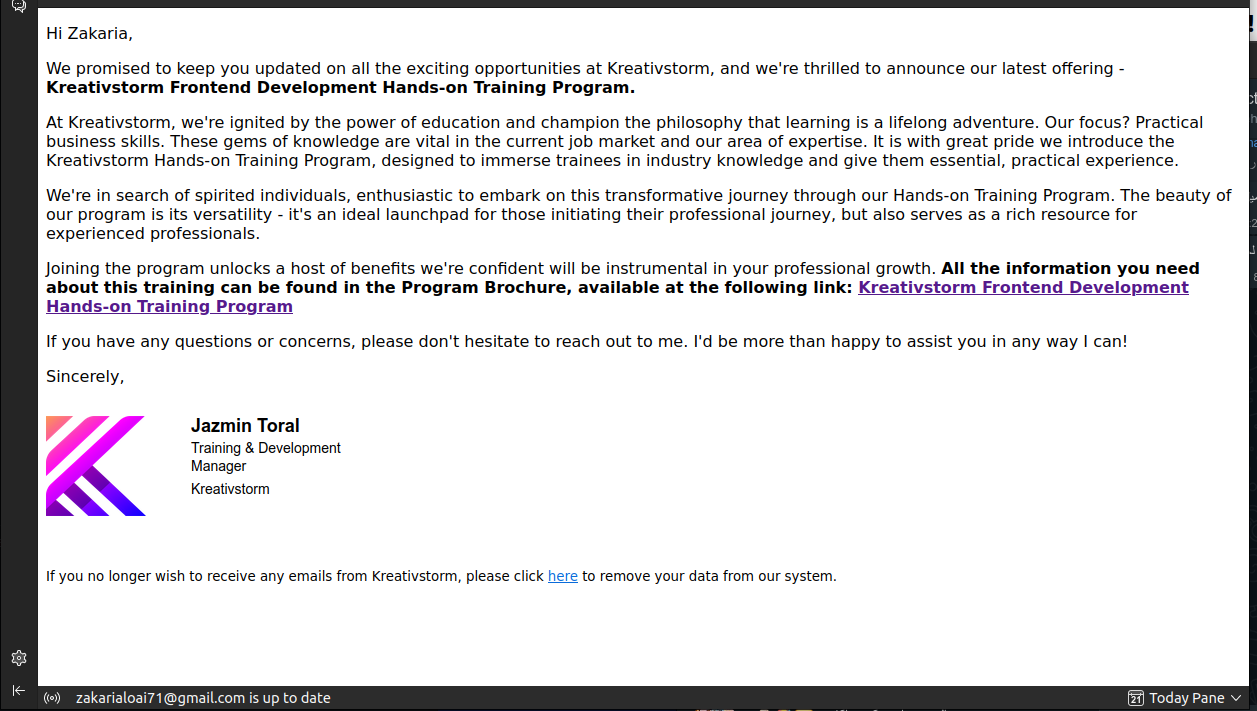 Hi Zakaria,
We promised to keep you updated on all the exciting opportunities at Kreativstorm, and we're thrilled to announce our latest offering -
Kreativstorm Frontend Development Hands-on Training Program.
At Kreativstorm, we're ignited by the power of education and champion the philosophy that learning is a lifelong adventure. Our focus? Practical
business skills. These gems of knowledge are vital in the current job market and our area of expertise. It is with great pride we introduce the
Kreativstorm Hands-on Training Program, designed to immerse trainees in industry knowledge and give them essential, practical experience.
We're in search of spirited individuals, enthusiastic to embark on this transformative journey through our Hands-on Training Program. The beauty of
our program is its versatility - it's an ideal launchpad for those initiating their professional journey, but also serves as a rich resource for
experienced professionals.
Joining the program unlocks a host of benefits we're confident will be instrumental in your professional growth. All the information you need
about this training can be found in the Program Brochure, available at the following link: Kreativstorm Frontend Development
Hands-on Training Program
If you have any questions or concerns, please don't hesitate to reach out to me. I'd be more than happy to assist you in any way I can!
Sincerely,
Jazmin Toral
Training & Development
Manager
Kreativstorm
If you no longer wish to receive any emails from Kreativstorm, please click here to remove your data from our system.
zakarialoai71@gmail.com is up to date
21 Today Pane